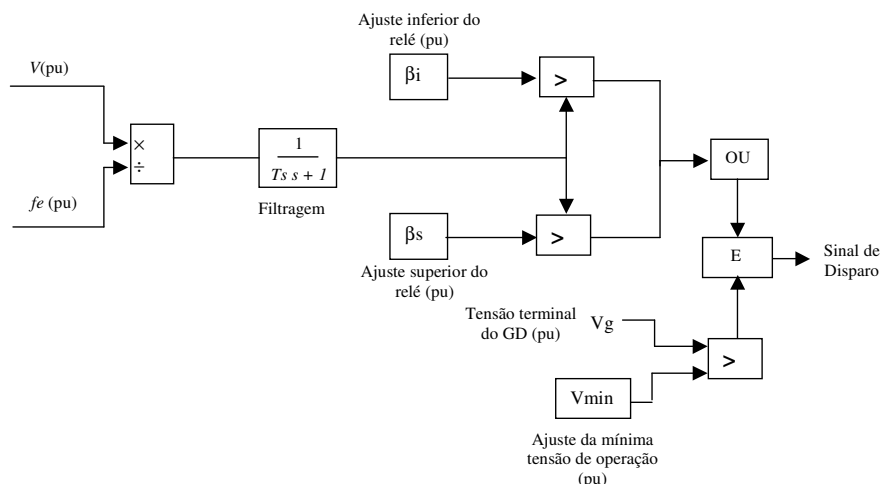 Ajuste inferior do
relé (pu)
V(pu)
βi
>
×
÷
1
Ts s + 1
OU
fe (pu)
Filtragem
βs
>
E
Sinal de
Disparo
Ajuste superior do
relé (pu)
Tensão terminal
do GD (pu)
Vg
>
Vmin
Ajuste da mínima
tensão de operação
(pu)